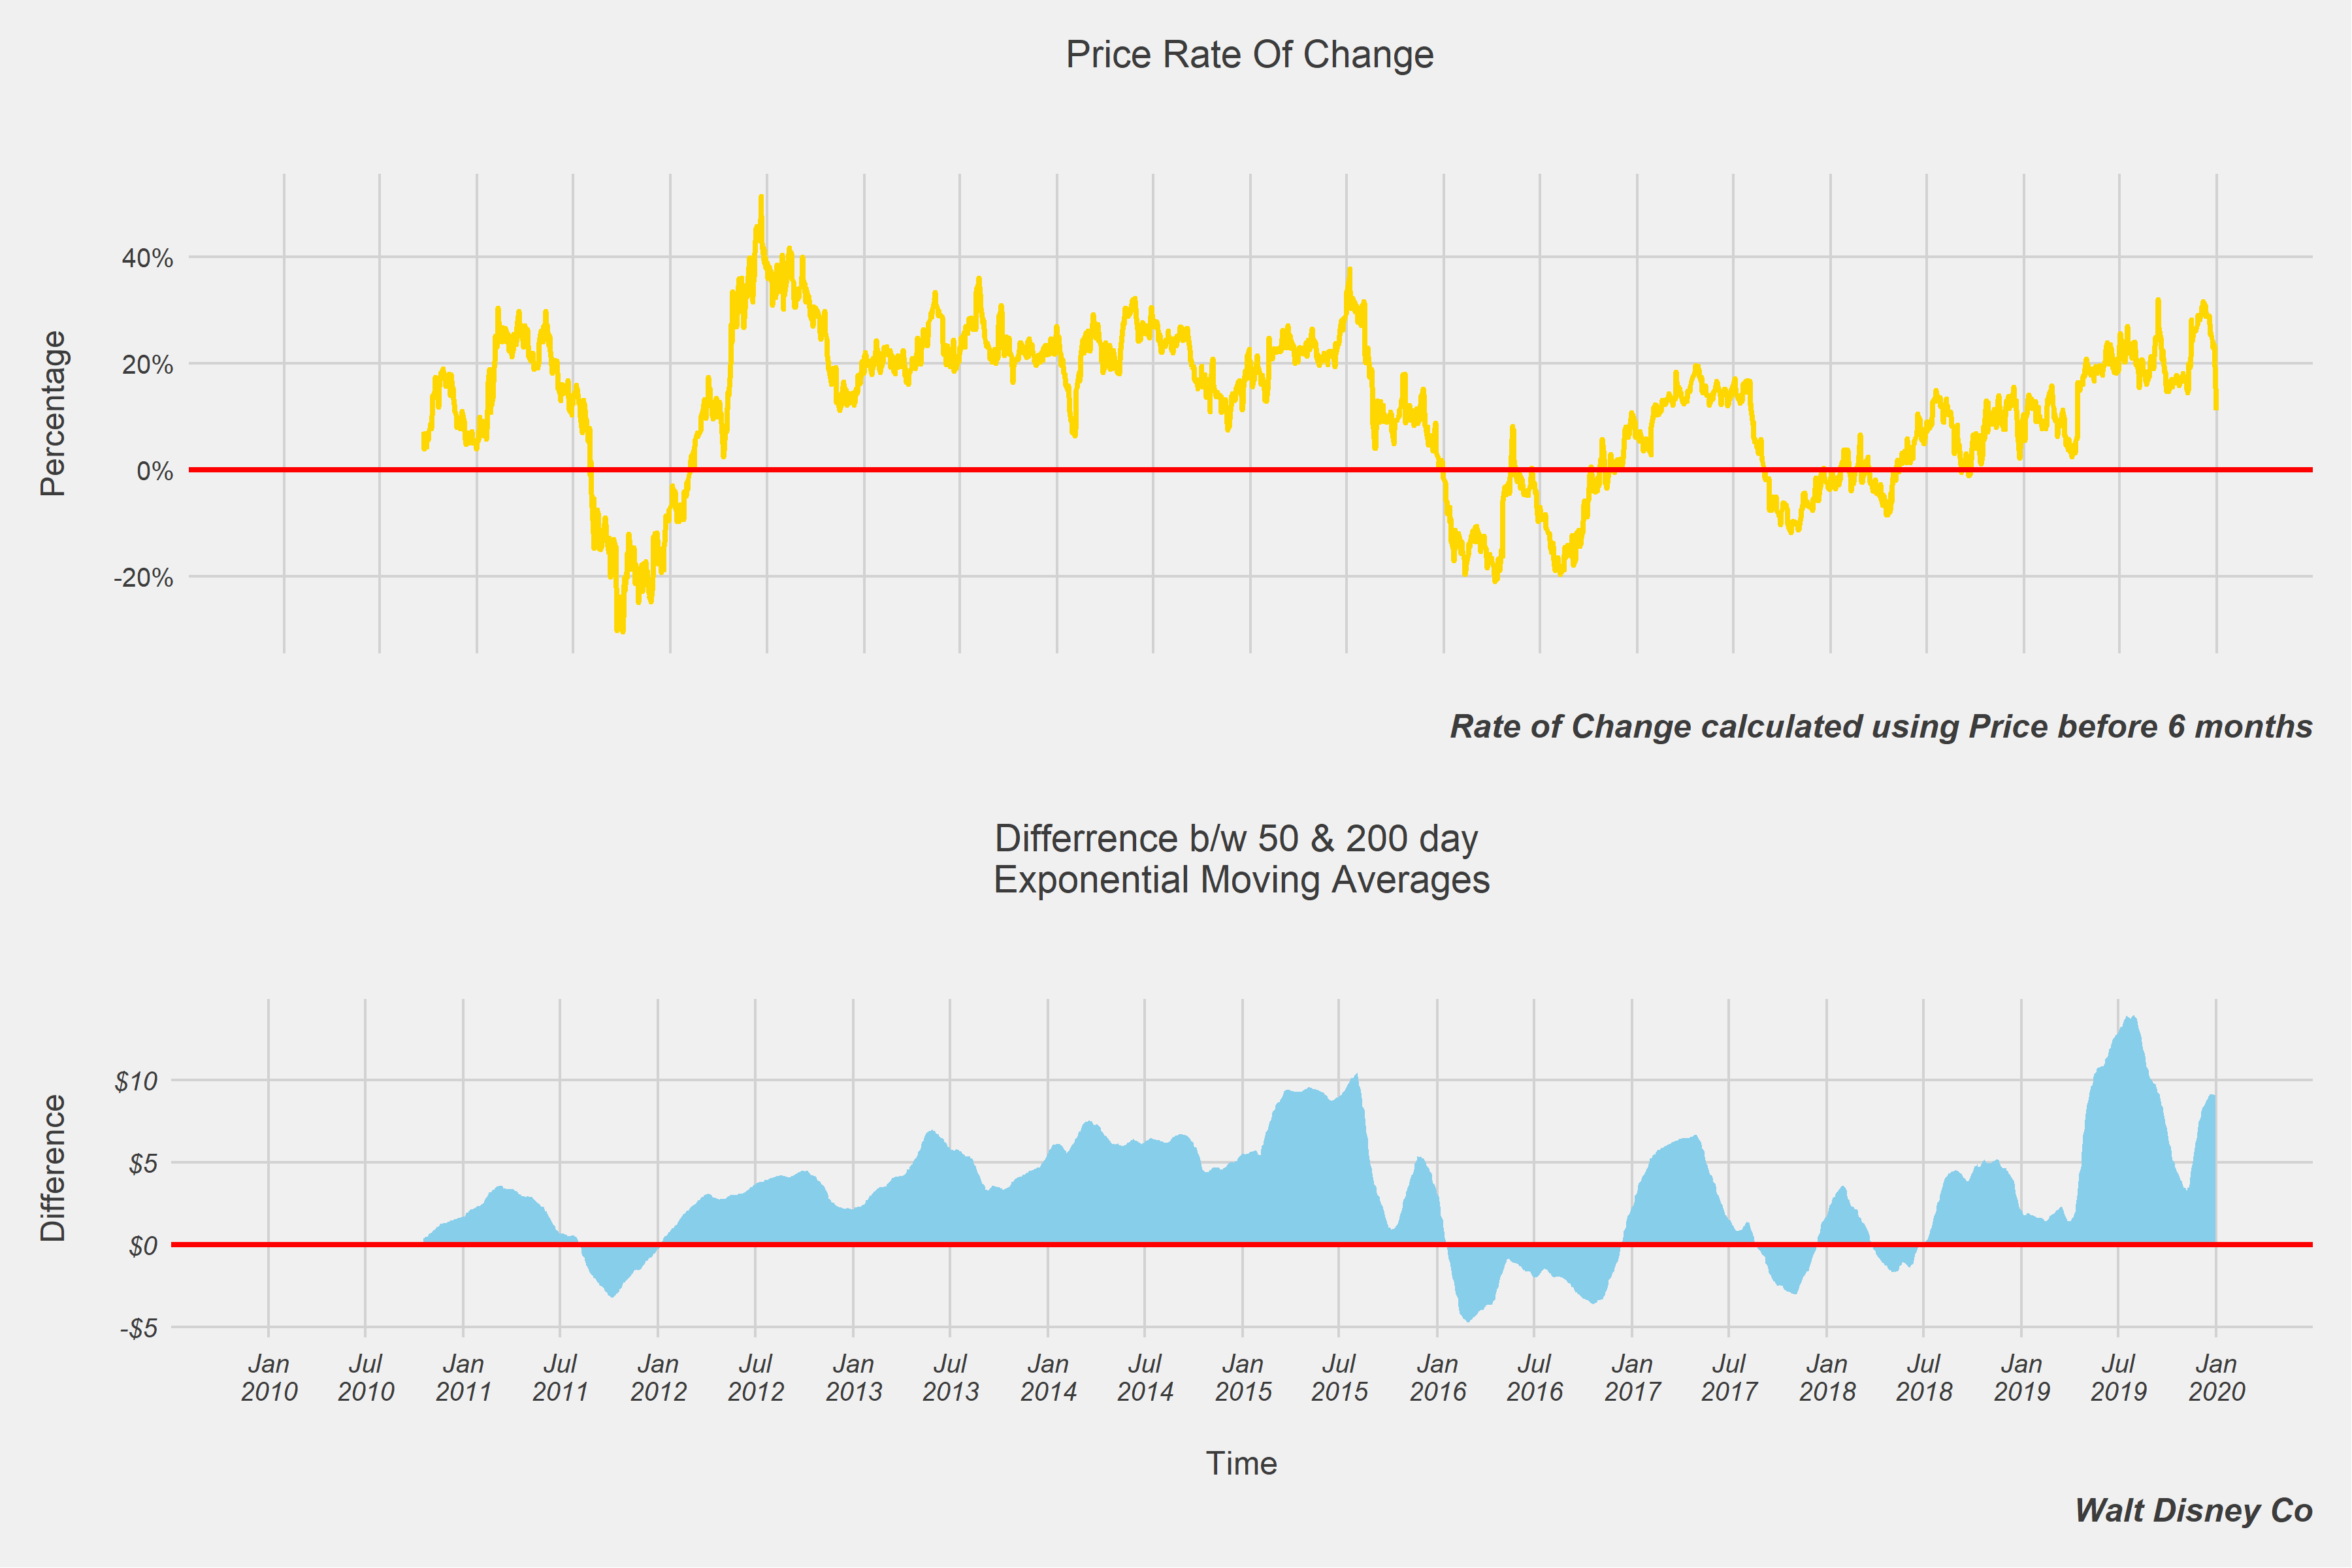 Price Rate Of Change
Percentage
40%
20%
0%
-20%
Rate of Change calculated using Price before 6 months
Differrence b/w 50 & 200 day
Exponential Moving Averages
Difference
$10
$5
$0
-$5
Jan Jul Jan Jul Jan Jul Jan Jul Jan Jul Jan Jul Jan Jul Jan Jul Jan Jul Jan Jul Jan
2010 2010 2011 2011 2012 2012 2013 2013 2014 2014 2015 2015 2016 2016 2017 2017 2018 2018 2019 2019 2020
Time
Walt Disney Co